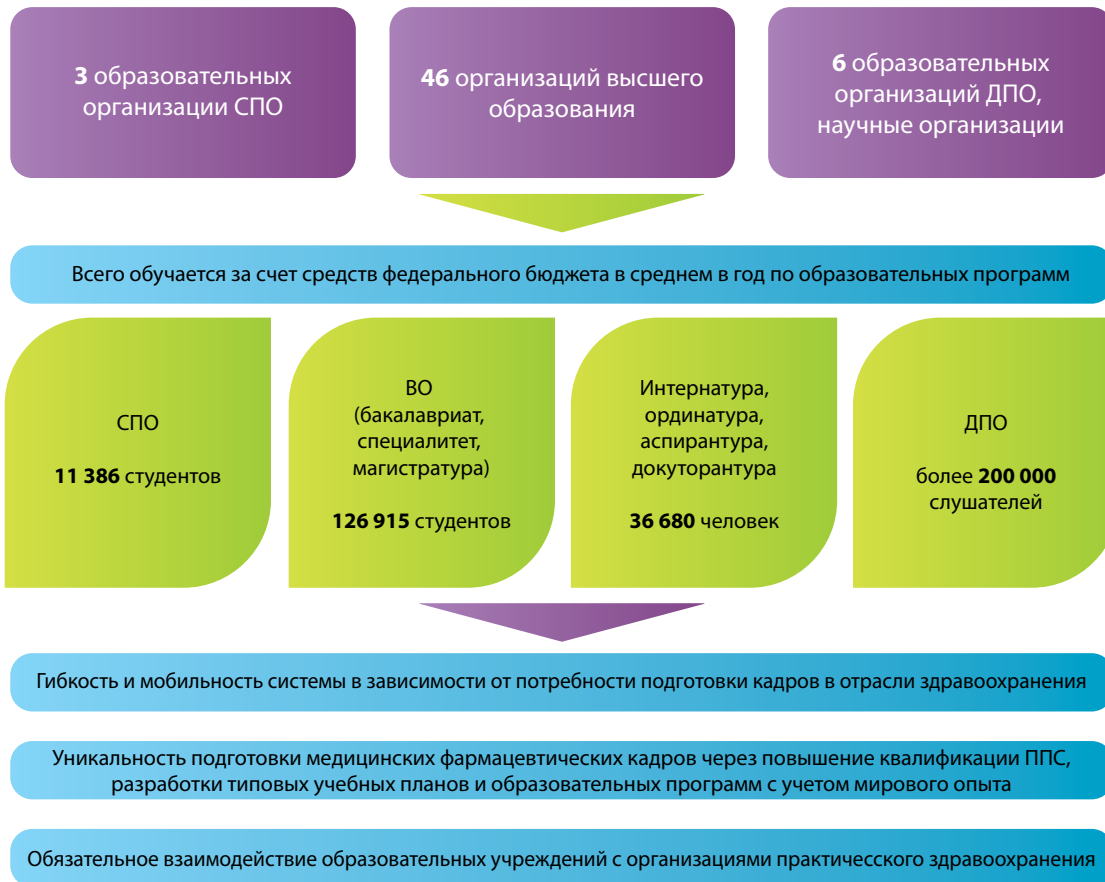 3 образовательных
организации СПО
46 организаций высшего
образования
6 образовательных
организаций ДПО,
научные организации
Всего обучается за счет средств федерального бюджета в среднем в год по образовательных программ
СПО
11 386 студентов
ВО
(бакалавриат,
специалитет,
магистратура)
126 915 студентов
Интернатура,
ординатура,
аспирантура,
докуторантура
36 680 человек
ДПО
более 200 000
слушателей
Гибкость и мобильность системы в зависимости от потребности подготовки кадров в отрасли здравоохранения
Уникальность подготовки медицинских фармацевтических кадров через повышение квалификации ППС,
разработки типовых учебных планов и образовательных программ с учетом мирового опыта
Обязательное взаимодействие образовательных учреждений с организациями практичесского здравоохранения